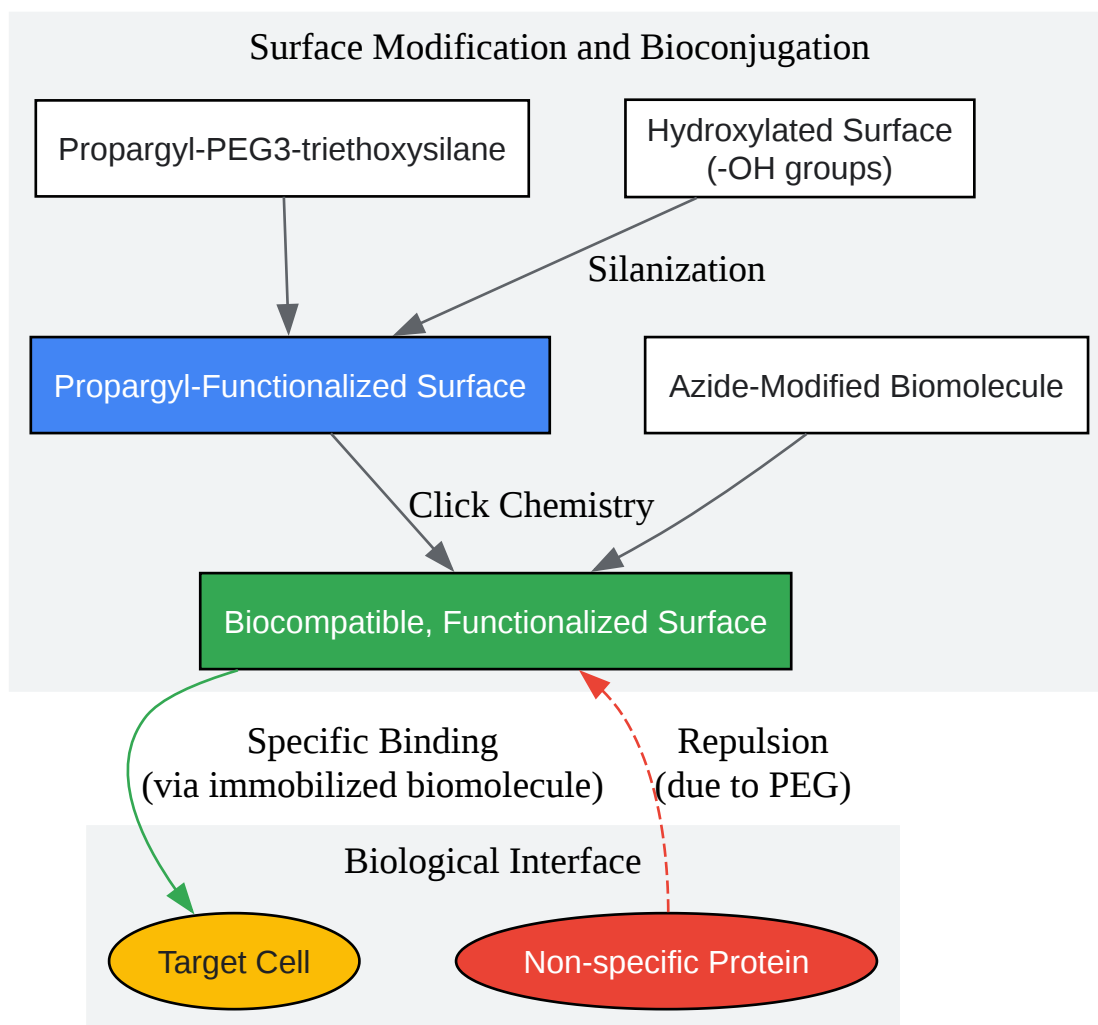 Surface Modification and Bioconjugation
Propargyl-PEG3-triethoxysilane
Hydroxylated Surface
(-OH groups)
Silanization
Propargyl-Functionalized Surface
Azide-Modified Biomolecule
Click Chemistry
Biocompatible, Functionalized Surface
Specific Binding
(via immobilized biomolecule)
Repulsion
(due to PEG)
Biological Interface
Target Cell
Non-specific Protein